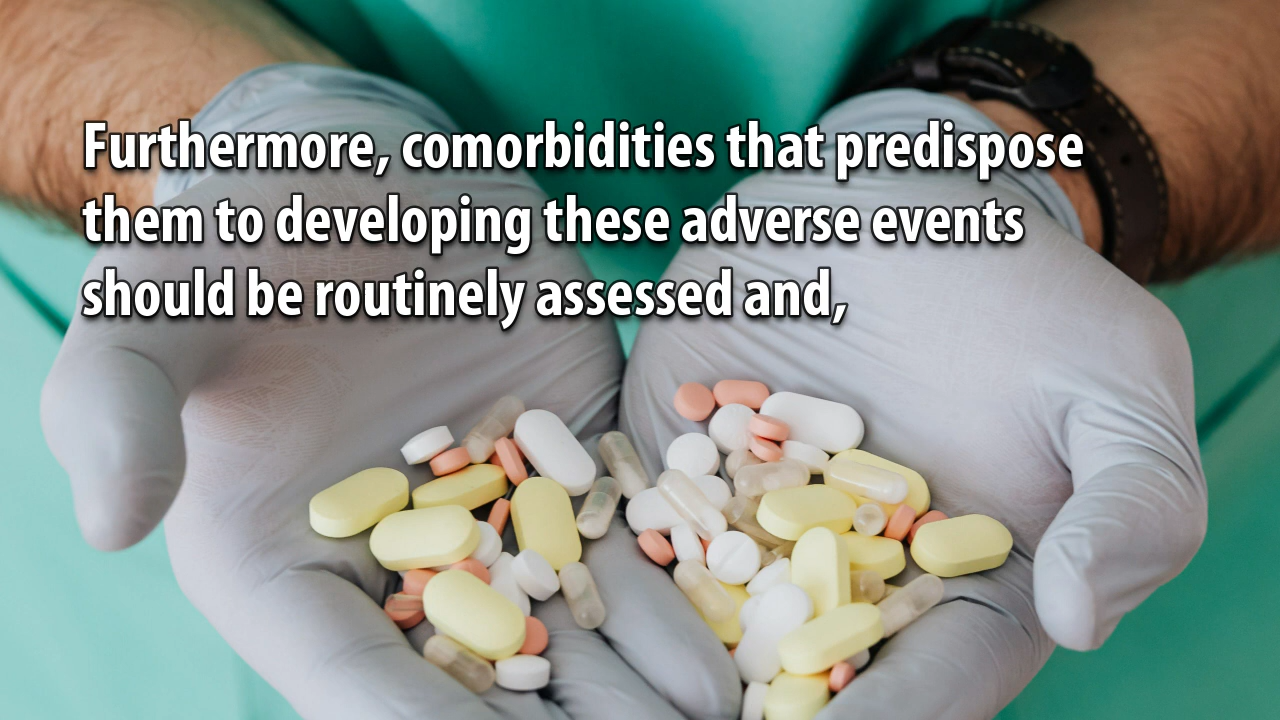 Furthermore, comorbidities that predispose
them to developing these adverse events
should be routinely assessed and,